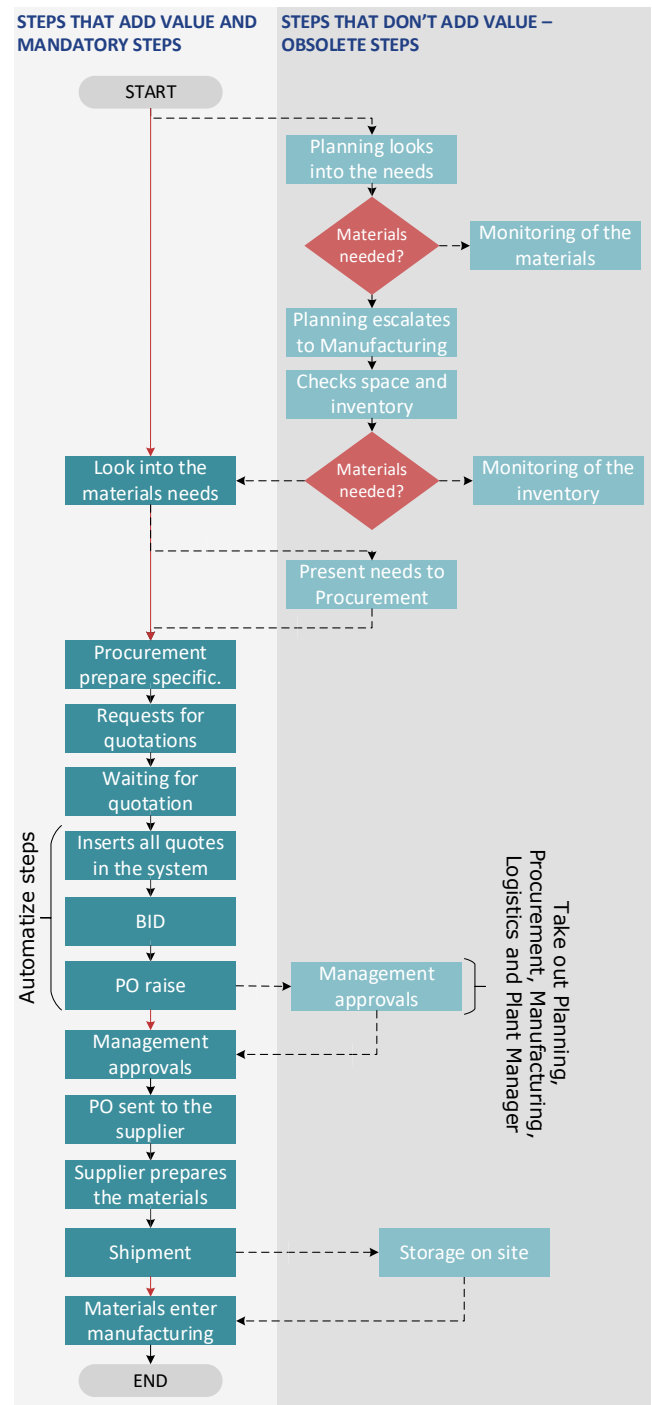 STEPS THAT ADD VALUE AND
MANDATORY STEPS
STEPS THAT DON’T ADD VALUE –
OBSOLETE STEPS
START
Planning looks
into the needs
Materials
needed?
Monitoring of the
materials
Planning escalates
to Manufacturing
Checks space and
inventory
Look into the
materials needs
Materials
needed?
Monitoring of the
inventory
Present needs to
Procurement
Procurement
prepare specific.
Requests for
quotations
Waiting for
quotation
Automatize steps
Inserts all quotes
in the system
BID
PO raise
Management
approvals
Take out Planning,
Procurement, Manufacturing,
Logistics and Plant Manager
Management
approvals
PO sent to the
supplier
Supplier prepares
the materials
Shipment
Storage on site
Materials enter
manufacturing
END